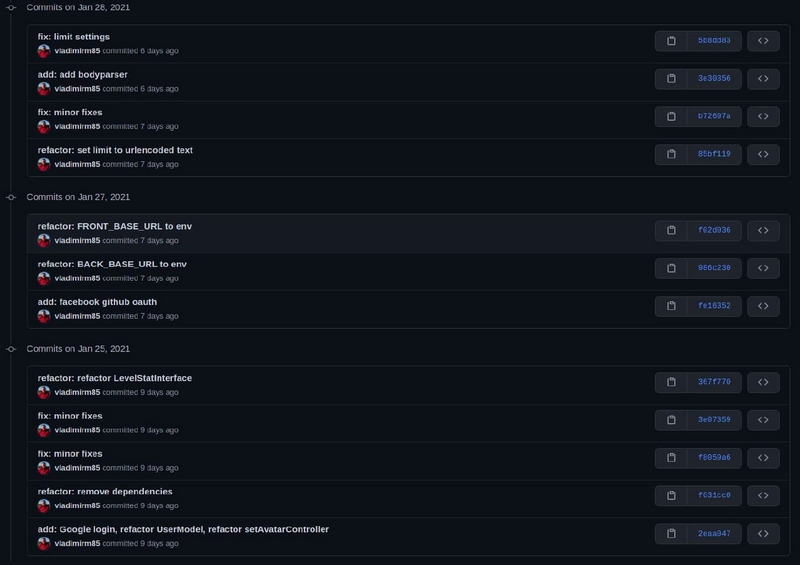 Commits on Jan 28, 2021
fix: limit settings
vladimirm85 committed 6 days ago
add: add bodyparser
3e30356
vladimirm85 committed 6 days ago
fix: minor fixes
b72697a
vladimirm85 committed 7 days ago
refactor: set limit to urlencoded text
85bf119
vladimirm85 committed 7 days ago
Commits on Jan 27, 2021
refactor: FRONT_BASE_URL to env
f02d936
vladimirm85 committed 7 days ago
refactor: BACK_BASE_URL to env
vladimirm85 committed 7 days ago
add: facebook github oauth
fe16352
vladimirm85 committed 7 days ago
Commits on Jan 25, 2021
refactor: refactor LevelStatInterface
367f770
vladimirm85 committed 9 days ago
fix: minor fixes
3e07359
vladimirm85 committed 9 days ago
fix: minor fixes
f8059a6
vladimirm85 committed 9 days ago
refactor: remove dependencies
f631cc0
vladimirm85 committed 9 days ago
add: Google login, refactor UserModel, refactor setAvatarController
2eaa947
vladimirm85 committed 9 days ago